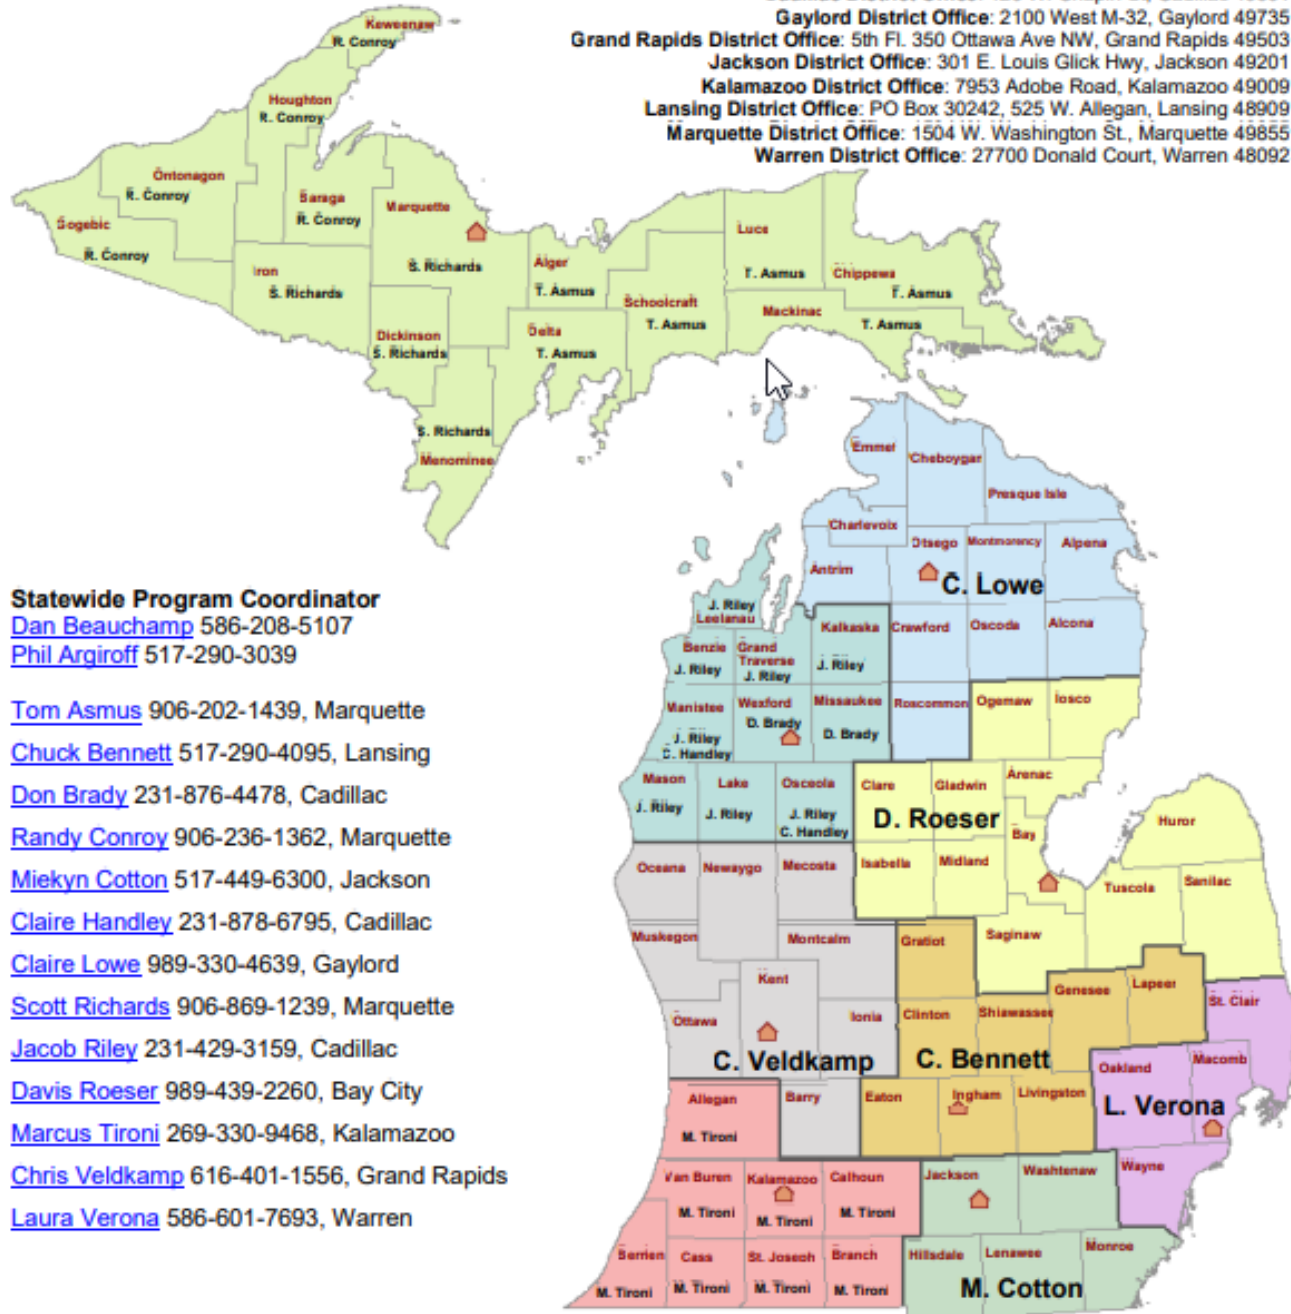 Gaylord District Office: 2100 West M-32, Gaylord 49735
Grand Rapids District Office: 5th Fl. 350 Ottawa Ave NW, Grand Rapids 49503
Jackson District Office: 301 E. Louis Glick Hwy, Jackson 49201
Kalamazoo District Office: 7953 Adobe Road, Kalamazoo 49009
Lansing District Office: PO Box 30242, 525 W. Allegan, Lansing 48909
Marquette District Office: 1504 W. Washington St., Marquette 49855
Warren District Office: 27700 Donald Court, Warren 48092
Keweenaw
R. Conroy
Houghton
R. Conroy
Ontonagon
R. Conroy
Baraga
R. Conroy
Gogebic
R. Conroy
Marquette
S. Richards
Iron
S. Richards
Dickinson
S. Richards
S. Richards
Menominee
Alger
T. Asmus
Delta
T. Asmus
Schoolcraft
T. Asmus
Luce
T. Asmus
Chippewa
T. Asmus
Mackinac
T. Asmus
Statewide Program Coordinator
Dan Beauchamp 586-208-5107
Phil Argiroff 517-290-3039
Tom Asmus 906-202-1439, Marquette
Chuck Bennett 517-290-4095, Lansing
Don Brady 231-876-4478, Cadillac
Randy Conroy 906-236-1362, Marquette
Miekyn Cotton 517-449-6300, Jackson
Claire Handley 231-878-6795, Cadillac
Claire Lowe 989-330-4639, Gaylord
Scott Richards 906-869-1239, Marquette
Jacob Riley 231-429-3159, Cadillac
Davis Roeser 989-439-2260, Bay City
Marcus Tironi 269-330-9468, Kalamazoo
Chris Veldkamp 616-401-1556, Grand Rapids
Laura Verona 586-601-7693, Warren
Emmet
Cheboygan
Presque Isle
Charlevoix
Otsego
Montmorency
Alpena
Antrim
C. Lowe
Crawford
Oscoda
Alcona
Roscommon
J. Riley
Leelanau
Benzie
J. Riley
Grand
Traverse
J. Riley
Kalkaska
J. Riley
Manistee
J. Riley
C. Handley
Wexford
D. Brady
Missaukee
D. Brady
Mason
J. Riley
Lake
J. Riley
Osceola
J. Riley
C. Handley
Ogemaw
Iosco
Clare
Gladwin
Arenac
D. Roeser
Bay
Huron
Isabella
Midland
Tuscola
Sanilac
Saginaw
Oceana
Newaygo
Mecosta
Muskegon
Montcalm
Kent
Ottawa
Ionia
C. Veldkamp
Barry
Gratiot
Clinton
Shiawassee
Genesee
Lapeer
C. Bennett
Eaton
Ingham
Livingston
St. Clair
Oakland
Macomb
L. Verona
Wayne
Allegan
M. Tironi
Van Buren
M. Tironi
Kalamazoo
M. Tironi
Calhoun
M. Tironi
Berrien
M. Tironi
Cass
M. Tironi
St. Joseph
M. Tironi
Branch
M. Tironi
Jackson
Washtenaw
Hillsdale
Lenawee
Monroe
M. Cotton